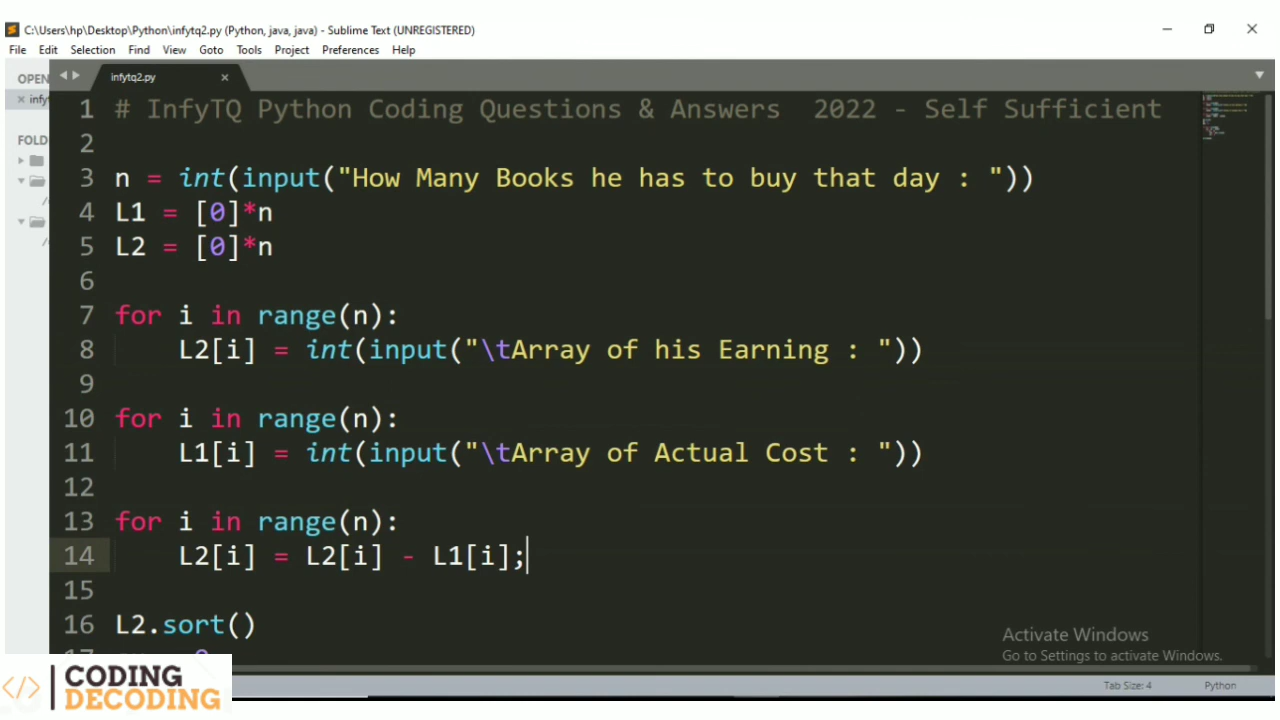 C:\Users\hp\Desktop\Python\infytq2.py (Python, java, java) - Sublime Text (UNREGISTERED)
File Edit Selection Find View Goto Tools Project Preferences Help
OPEN
infytq2.py
infy
FOLD
1 # InfyTQ Python Coding Questions & Answers  2022 - Self Sufficient
2
3 n = int(input("How Many Books he has to buy that day : "))
4 L1 = [0]*n
5 L2 = [0]*n
6
7 for i in range(n):
8     L2[i] = int(input("\tArray of his Earning : "))
9
10 for i in range(n):
11     L1[i] = int(input("\tArray of Actual Cost : "))
12
13 for i in range(n):
14     L2[i] = L2[i] - L1[i];
15
16 L2.sort()
Activate Windows
Go to Settings to activate Windows.
</> CODING
DECODING
Tab Size: 4 Python